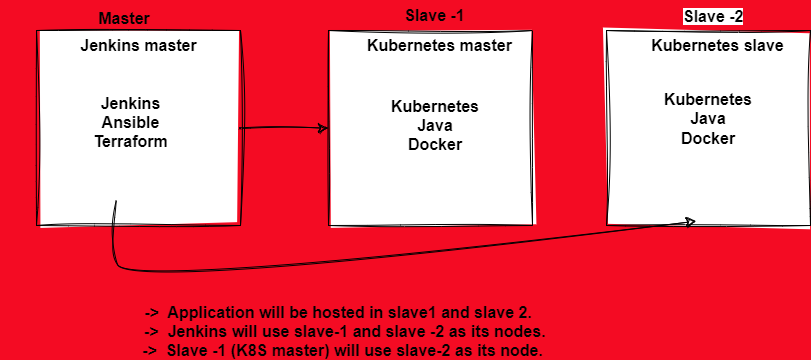 Master
Slave -1
Slave -2
Jenkins master
Jenkins
Ansible
Terraform
Kubernetes master
Kubernetes
Java
Docker
Kubernetes slave
Kubernetes
Java
Docker
-> Application will be hosted in slave1 and slave 2.
-> Jenkins will use slave-1 and slave -2 as its nodes.
-> Slave -1 (K8S master) will use slave-2 as its node.